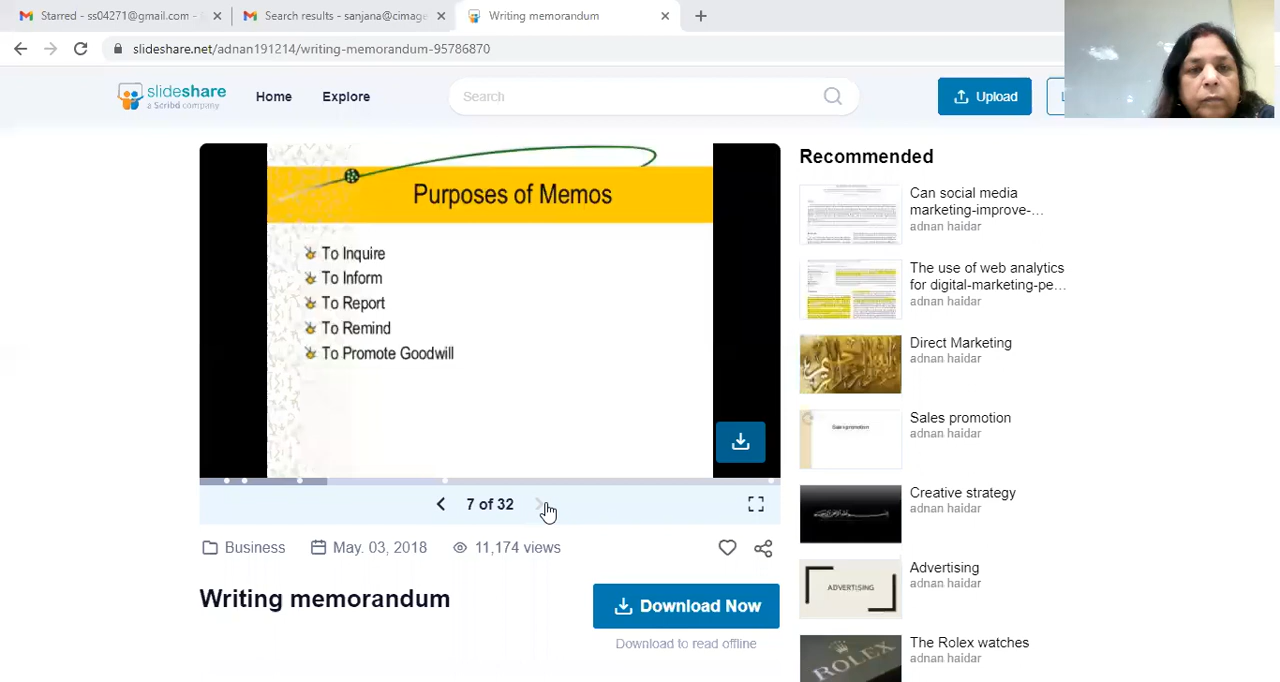 Starred - ss04271@gmail.com -
Search results - sanjana@cimage
Writing memorandum
slideshare.net/adnan191214/writing-memorandum-95786870
slideshare
a Scribd company
Home
Explore
Search
Upload
Purposes of Memos
To Inquire
To Inform
To Report
To Remind
To Promote Goodwill
7 of 32
Business
May. 03, 2018
11,174 views
Writing memorandum
Download Now
Download to read offline
Recommended
Can social media
marketing-improve-…
adnan haidar
The use of web analytics
for digital-marketing-pe…
adnan haidar
Direct Marketing
adnan haidar
Sales promotion
adnan haidar
Sales promotion
Creative strategy
adnan haidar
Advertising
adnan haidar
ADVERTISING
The Rolex watches
adnan haidar
ROLEX